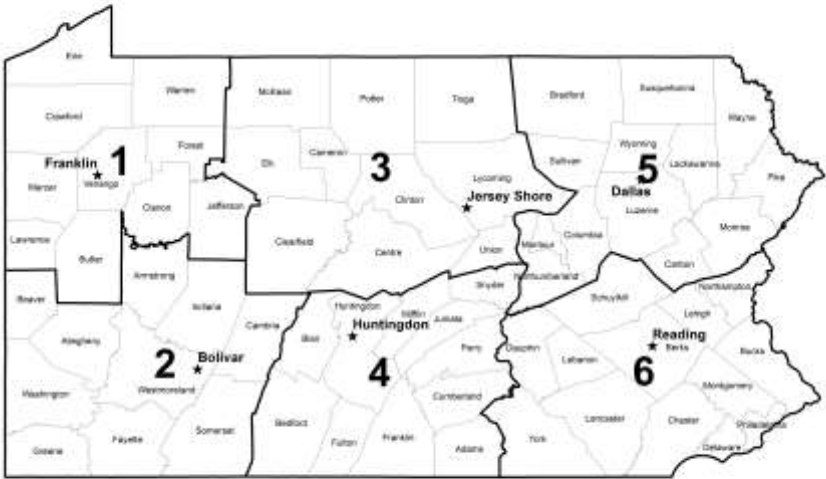 Erie
Warren
McKean
Potter
Tioga
Bradford
Susquehanna
Wayne
Crawford
Forest
Elk
Cameron
Wyoming
Sullivan
Lackawanna
Pike
Franklin
1
3
5
Mercer
Venango
Lycoming
Clinton
Jersey Shore
Dallas
Luzerne
Clarion
Jefferson
Clearfield
Centre
Union
Montour
Columbia
Monroe
Lawrence
Butler
Carbon
Northumberland
Armstrong
Snyder
Northampton
Beaver
Indiana
Huntingdon
Mifflin
Schuylkill
Lehigh
Cambria
Juniata
Allegheny
Blair
Huntingdon
Reading
Berks
Bucks
2
Bolivar
4
Perry
Dauphin
Lebanon
6
Westmoreland
Montgomery
Washington
Cumberland
Bedford
Lancaster
Chester
Philadelphia
Greene
Fayette
Somerset
Fulton
Franklin
Adams
York
Delaware